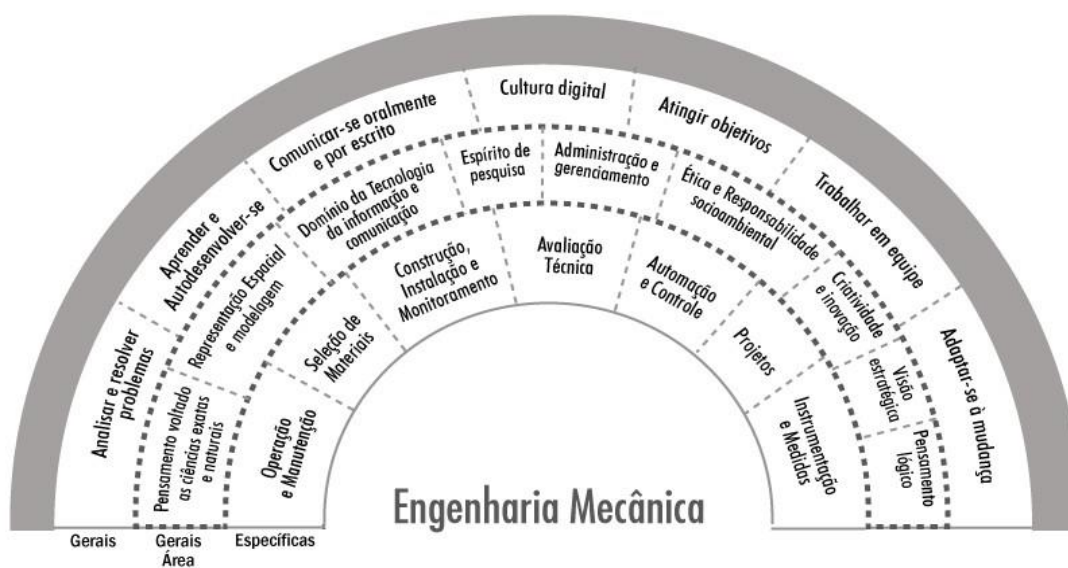 Analisar e resolver
problemas
Aprender e
Autodesenvolver-se
Comunicar-se oralmente
e por escrito
Cultura digital
Atingir objetivos
Trabalhar em equipe
Adaptar-se à mudança
Pensamento voltado
as ciências exatas
e naturais
Representação Espacial
e modelagem
Domínio da Tecnologia
da informação e
comunicação
Espírito de
pesquisa
Administração e
gerenciamento
Ética e Responsabilidade
socioambiental
Criatividade
e inovação
Visão
estratégica
Pensamento
lógico
Operação
e Manutenção
Seleção de
Materiais
Construção,
Instalação e
Monitoramento
Avaliação
Técnica
Automação
e Controle
Projetos
Instrumentação
e Medidas
Engenharia Mecânica
Gerais
Gerais
Área
Específicas